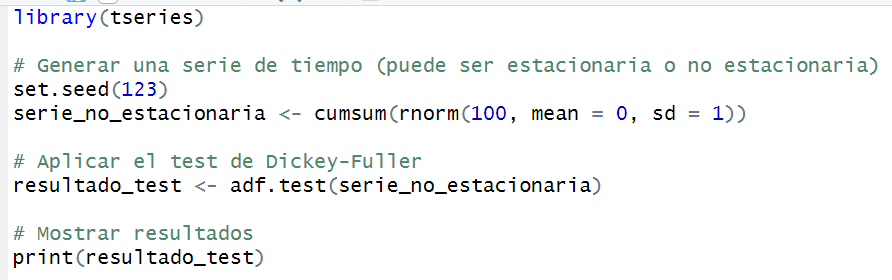 library(tseries)
# Generar una serie de tiempo (puede ser estacionaria o no estacionaria)
set.seed(123)
serie_no_estacionaria <- cumsum(rnorm(100, mean = 0, sd = 1))
# Aplicar el test de Dickey-Fuller
resultado_test <- adf.test(serie_no_estacionaria)
# Mostrar resultados
print(resultado_test)